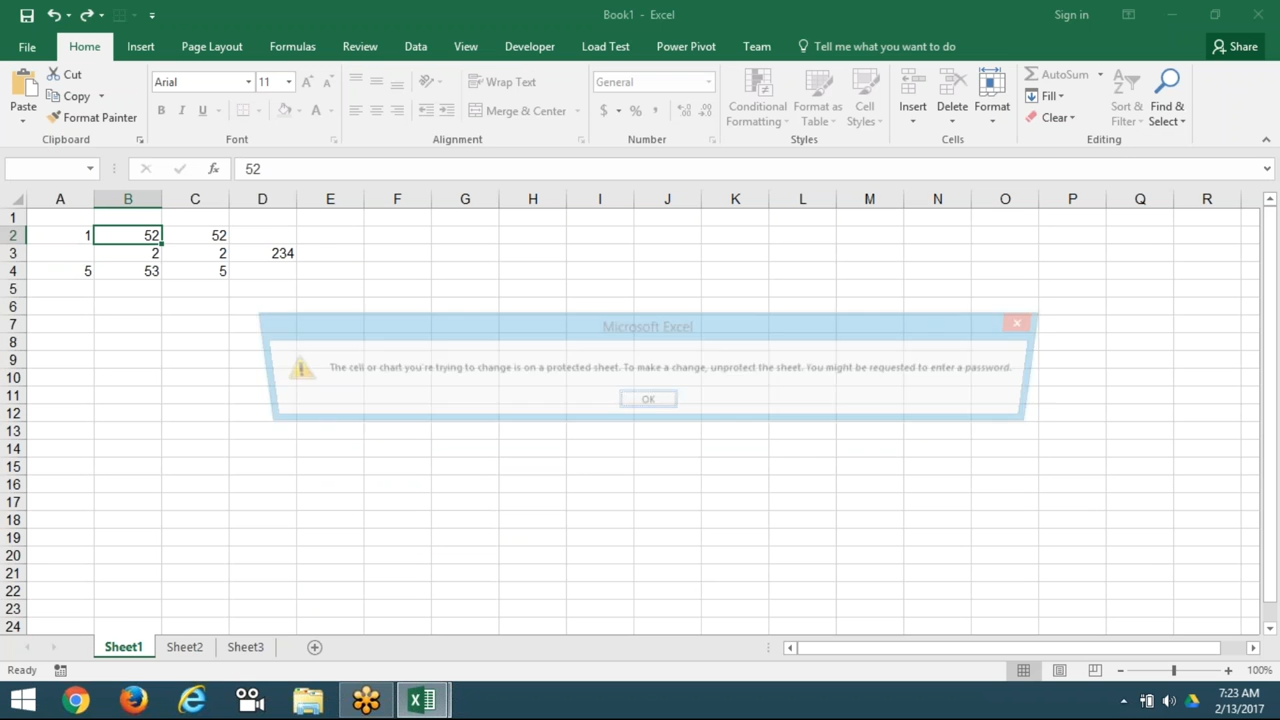 Book1 - Excel
Sign in
File Home Insert Page Layout Formulas Review Data View Developer Load Test Power Pivot Team Tell me what you want to do Share
Paste
Cut
Copy
Format Painter
Clipboard
Arial 11
B I U
Font
Wrap Text
Merge & Center
Alignment
General
$ % ,
Number
Conditional Formatting
Format as Table
Cell Styles
Styles
Insert Delete Format
Cells
AutoSum
Fill
Clear
Sort & Filter
Find & Select
Editing
fx 52
A B C D E F G H I J K L M N O P Q R
1
2 1 52 52
3 2 2 234
4 5 53 5
5
6
7
8
9
10
11
12
13
14
15
16
17
18
19
20
21
22
23
24
Microsoft Excel
The cell or chart you're trying to change is on a protected sheet. To make a change, unprotect the sheet. You might be requested to enter a password.
OK
Sheet1 Sheet2 Sheet3
Ready
100%
7:23 AM
2/13/2017